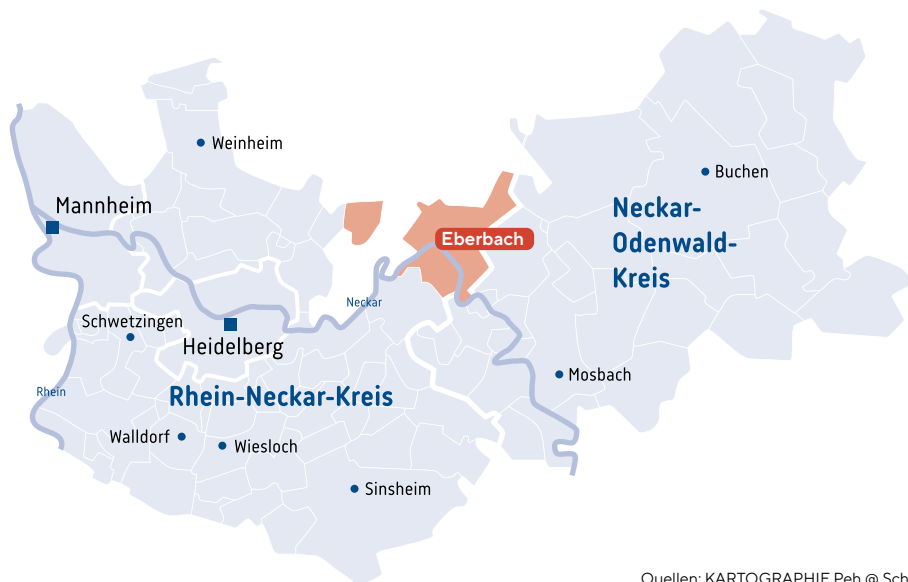 Weinheim
Buchen
Mannheim
Neckar-
Odenwald-
Kreis
Eberbach
Neckar
Schwetzingen
Heidelberg
Mosbach
Rhein
Rhein-Neckar-Kreis
Walldorf
Wiesloch
Sinsheim
Quellen: KARTOGRAPHIE Peh @ Sch